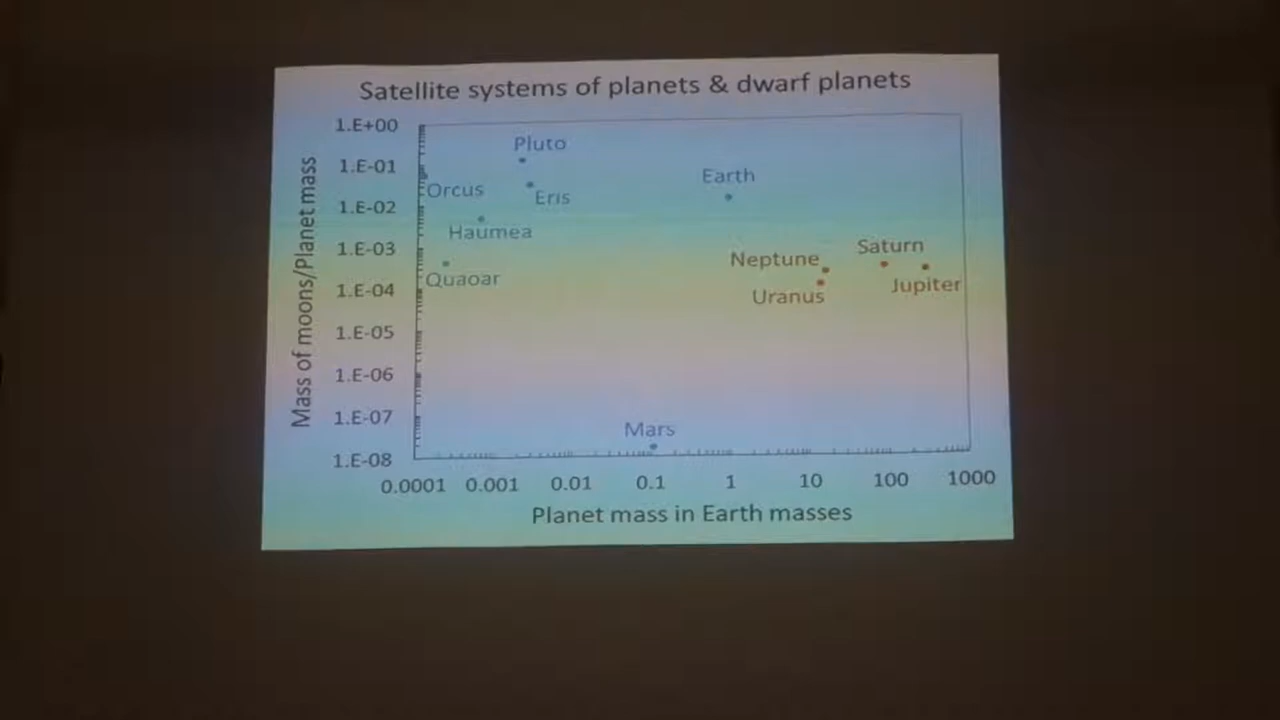 Satellite systems of planets & dwarf planets
Mass of moons/Planet mass
1.E+00
1.E-01
1.E-02
1.E-03
1.E-04
1.E-05
1.E-06
1.E-07
1.E-08
Pluto
Orcus
Eris
Earth
Haumea
Quaoar
Neptune
Saturn
Uranus
Jupiter
Mars
0.0001 0.001 0.01 0.1 1 10 100 1000
Planet mass in Earth masses